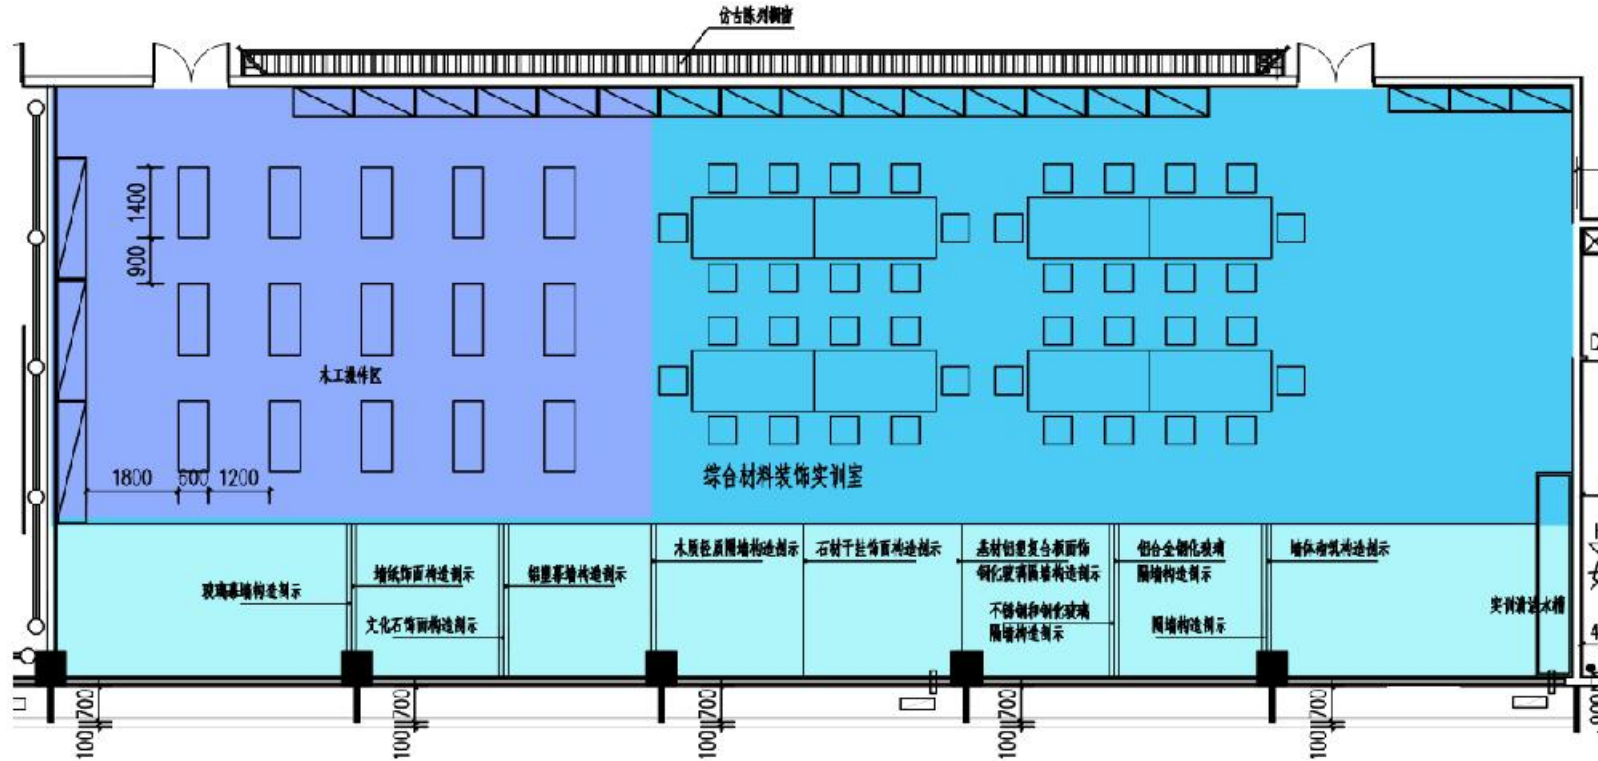 仿古陈列橱窗
1400
900
木工操作区
1800
600
1200
综合材料装饰实训室
木质轻质隔墙构造剖示
石材干挂饰面构造剖示
基材铝塑复合板面饰
钢化玻璃隔墙构造剖示
铝合金钢化玻璃
隔墙构造剖示
墙体砌筑构造剖示
玻璃幕墙构造剖示
墙纸饰面构造剖示
铝塑幕墙构造剖示
文化石饰面构造剖示
不锈钢和钢化玻璃
隔墙构造剖示
隔墙构造剖示
实训清洁水槽
100 700
100 700
100 700
100 700
100 700